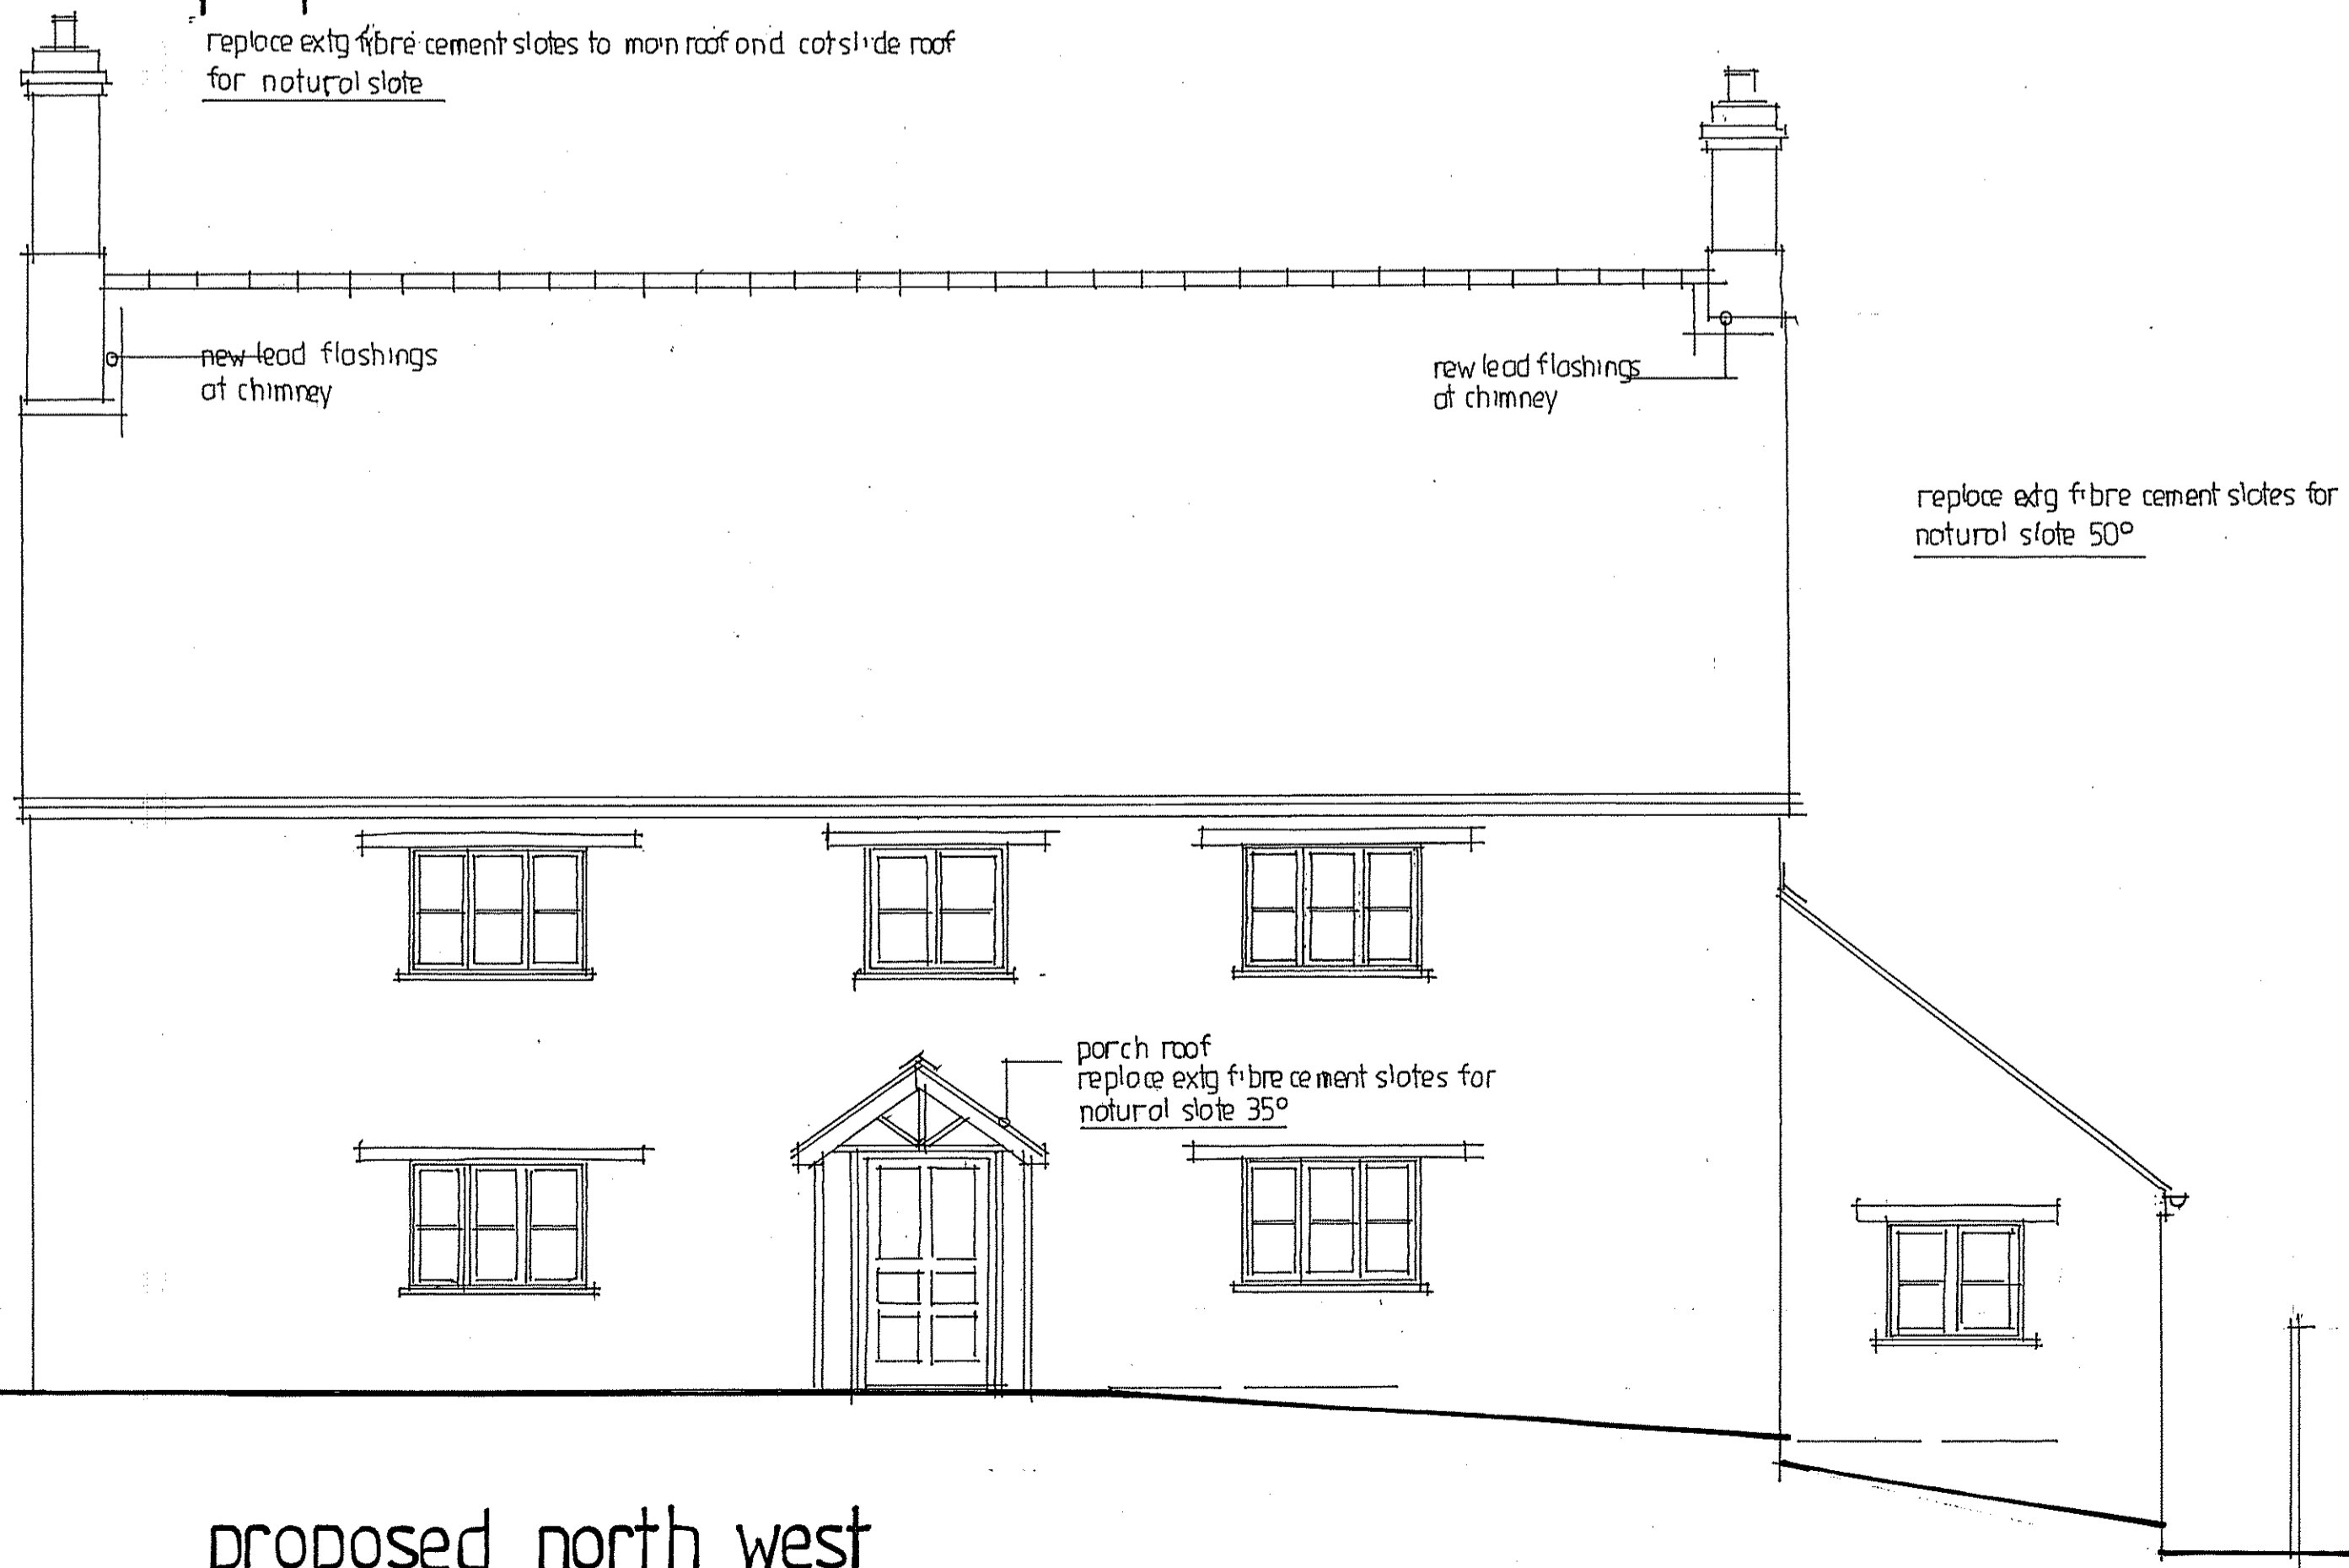 replace extg fibre cement slates to main roof and catslide roof
for natural slate
new lead flashings
at chimney
new lead flashings
at chimney
replace extg fibre cement slates for
natural slate 50°
porch roof
replace extg fibre cement slates for
natural slate 35°
proposed north west